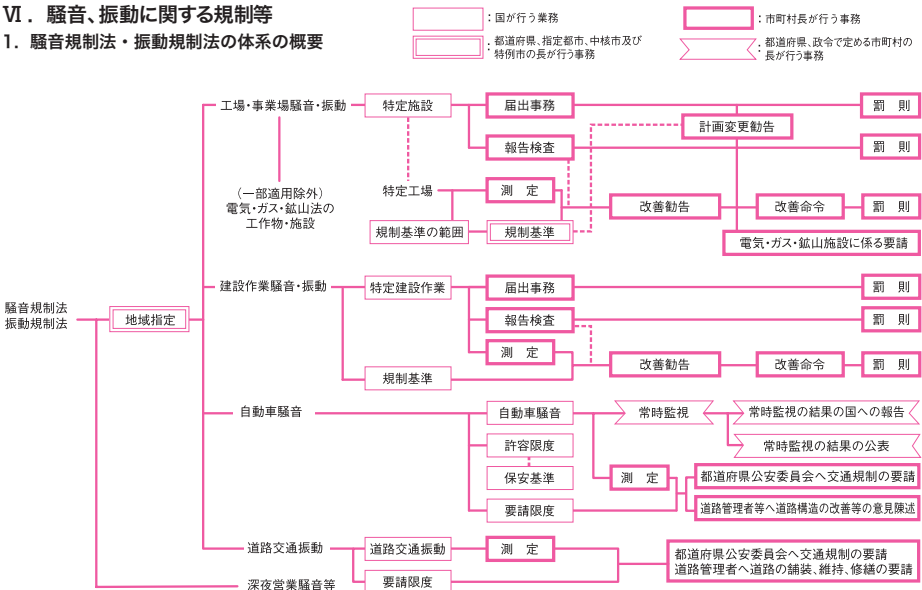 Ⅵ．騒音、振動に関する規制等
1．騒音規制法・振動規制法の体系の概要
：国が行う業務
：市町村長が行う事務
：都道府県、指定都市、中核市及び
特例市の長が行う事務
：都道府県、政令で定める市町村の
長が行う事務
工場・事業場騒音・振動
特定施設
届出事務
罰　則
計画変更勧告
報告検査
罰　則
（一部適用除外）
電気・ガス・鉱山法の
工作物・施設
特定工場
測　定
改善勧告
改善命令
罰　則
規制基準の範囲
規制基準
電気・ガス・鉱山施設に係る要請
騒音規制法
振動規制法
地域指定
建設作業騒音・振動
特定建設作業
届出事務
罰　則
報告検査
罰　則
測　定
改善勧告
改善命令
罰　則
規制基準
自動車騒音
自動車騒音
常時監視
常時監視の結果の国への報告
許容限度
常時監視の結果の公表
保安基準
測　定
都道府県公安委員会へ交通規制の要請
要請限度
道路管理者等へ道路構造の改善等の意見陳述
道路交通振動
道路交通振動
測　定
都道府県公安委員会へ交通規制の要請
道路管理者へ道路の舗装、維持、修繕の要請
要請限度
深夜営業騒音等